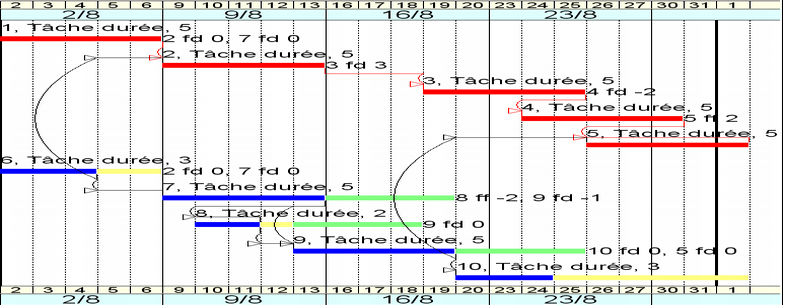 2 3 4 5 6 9 10 11 12 13 16 17 18 19 20 23 24 25 26 27 30 31 1
2/8 9/8 16/8 23/8
1, Tâche durée, 5
2 fd 0, 7 fd 0
2, Tâche durée, 5
3 fd 3
3, Tâche durée, 5
4 fd -2
4, Tâche durée, 5
5 ff 2
5, Tâche durée, 5
6, Tâche durée, 3
2 fd 0, 7 fd 0
7, Tâche durée, 5
8 ff -2, 9 fd -1
8, Tâche durée, 2
9 fd 0
9, Tâche durée, 5
10 fd 0, 5 fd 0
10, Tâche durée, 3
2 3 4 5 6 9 10 11 12 13 16 17 18 19 20 23 24 25 26 27 30 31 1
2/8 9/8 16/8 23/8